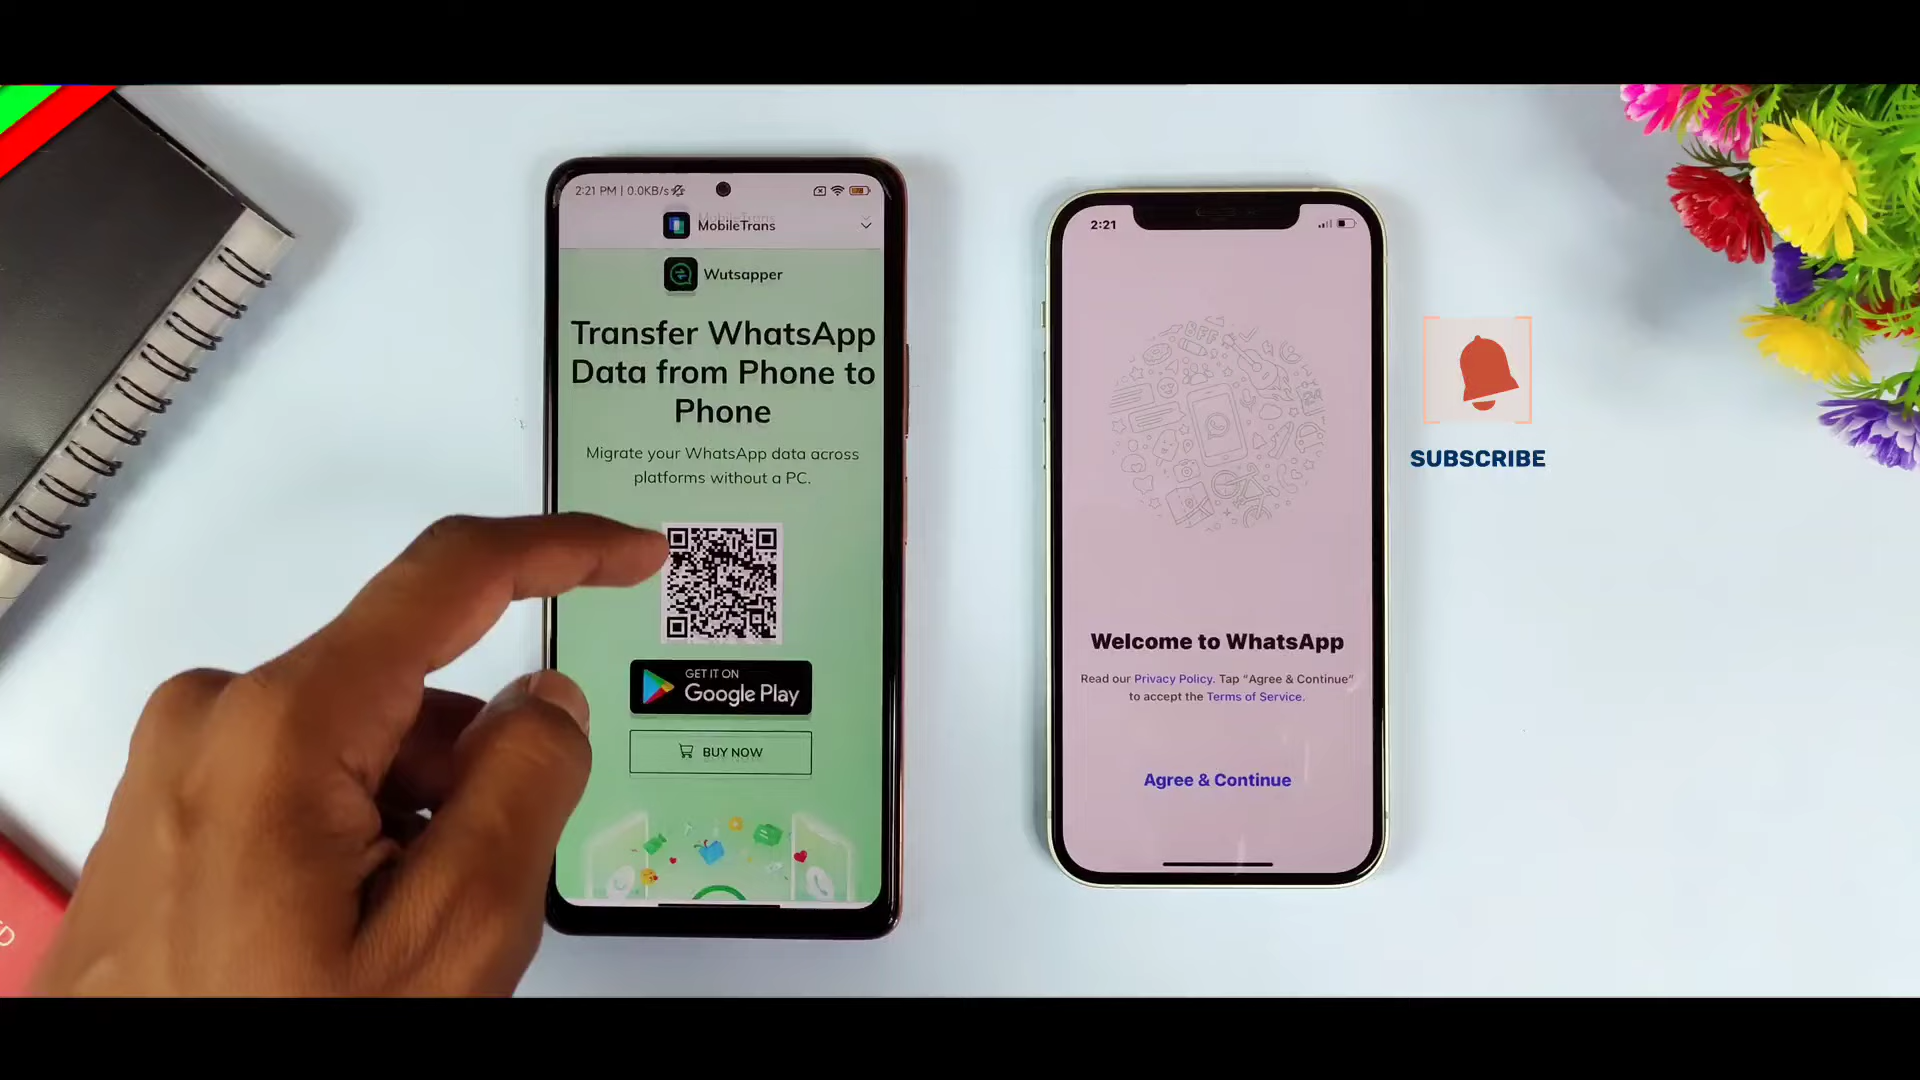 2:21 PM | 0.0KB/s
MobileTrans
Wutsapper
Transfer WhatsApp
Data from Phone to
Phone
Migrate your WhatsApp data across
platforms without a PC.
GET IT ON
Google Play
BUY NOW
2:21
Welcome to WhatsApp
Read our Privacy Policy. Tap “Agree & Continue”
to accept the Terms of Service.
Agree & Continue
SUBSCRIBE